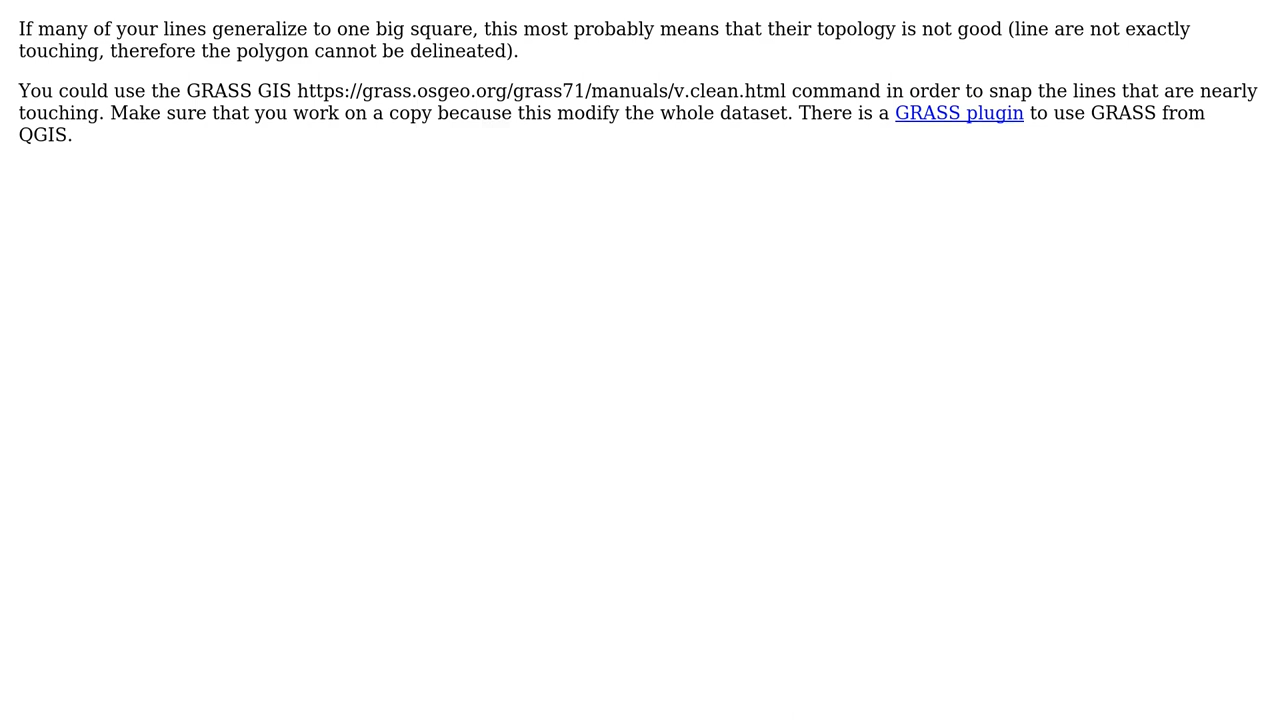 If many of your lines generalize to one big square, this most probably means that their topology is not good (line are not exactly
touching, therefore the polygon cannot be delineated).
You could use the GRASS GIS https://grass.osgeo.org/grass71/manuals/v.clean.html command in order to snap the lines that are nearly
touching. Make sure that you work on a copy because this modify the whole dataset. There is a GRASS plugin to use GRASS from
QGIS.